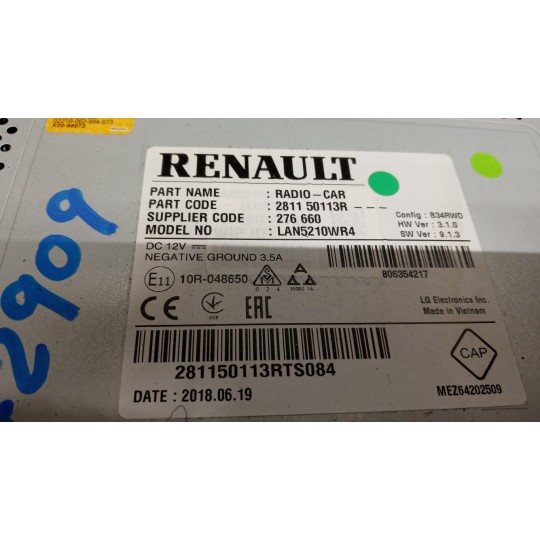 RENAULT
PART NAME : RADIO-CAR
PART CODE : 2811 50113R - - -
SUPPLIER CODE : 276 660
MODEL NO : LAN5210WR4
Config : 834RWD
HW Ver : 3.1.0
SW Ver : 9.1.3
DC 12V
NEGATIVE GROUND 3.5A
806354217
E11 10R-048650
CE EAC
LG Electronics Inc.
Made in Vietnam
281150113RTS084
CAP
DATE : 2018.06.19
MEZ64202509
2909